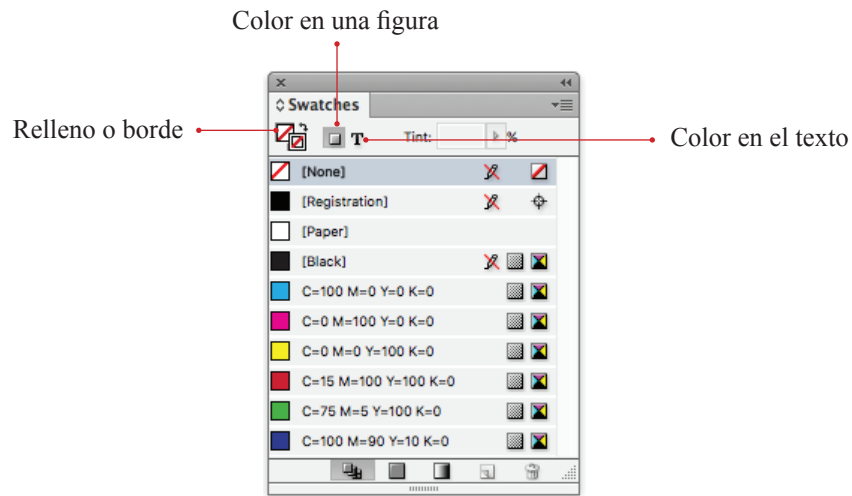 Color en una figura
Swatches
Relleno o borde
T
Tint:
%
Color en el texto
[None]
[Registration]
[Paper]
[Black]
C=100 M=0 Y=0 K=0
C=0 M=100 Y=0 K=0
C=0 M=0 Y=100 K=0
C=15 M=100 Y=100 K=0
C=75 M=5 Y=100 K=0
C=100 M=90 Y=10 K=0